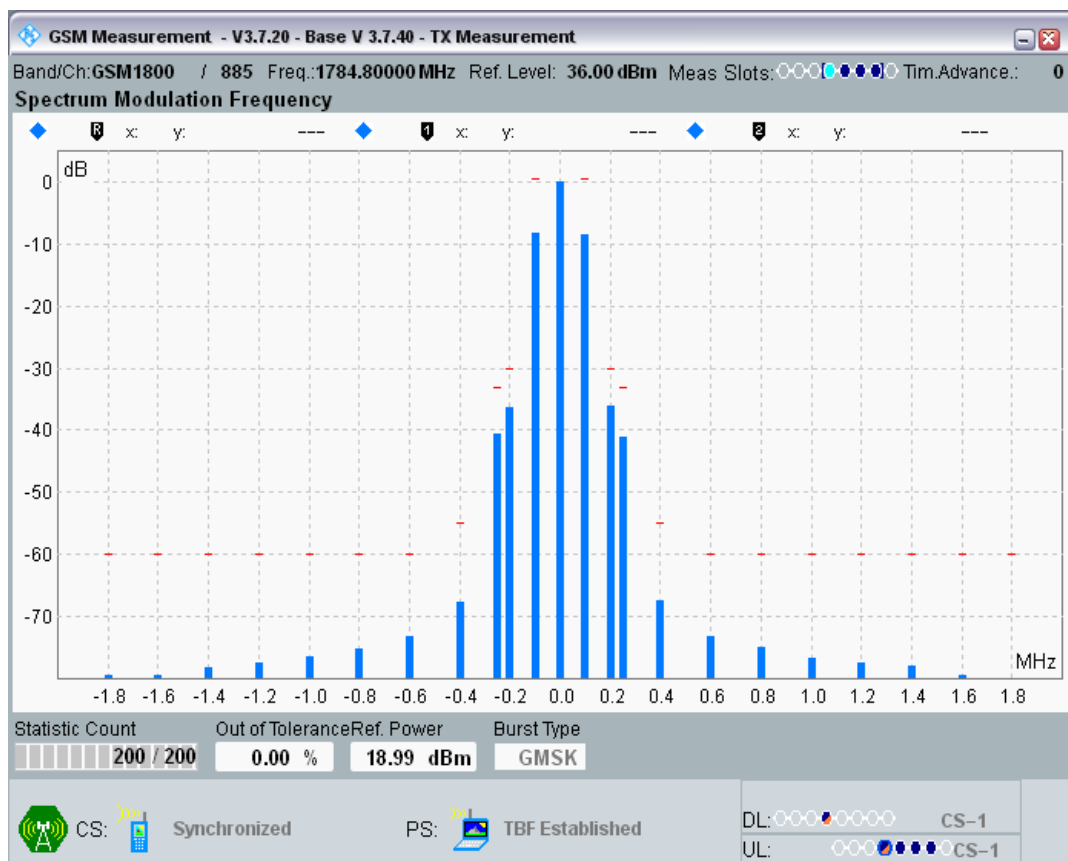 GSM Measurement - V3.7.20 - Base V 3.7.40 - TX Measurement
Band/Ch:GSM1800 / 885 Freq.:1784.80000 MHz Ref. Level: 36.00 dBm Meas Slots: Tim.Advance.: 0
Spectrum Modulation Frequency
R x: y: --- 1 x: y: --- 2 x: y: ---
dB
0
-10
-20
-30
-40
-50
-60
-70
MHz
-1.8 -1.6 -1.4 -1.2 -1.0 -0.8 -0.6 -0.4 -0.2 0.0 0.2 0.4 0.6 0.8 1.0 1.2 1.4 1.6 1.8
Statistic Count Out of Tolerance Ref. Power Burst Type
200 / 200 0.00 % 18.99 dBm GMSK
CS: Synchronized PS: TBF Established
DL: CS-1
UL: CS-1